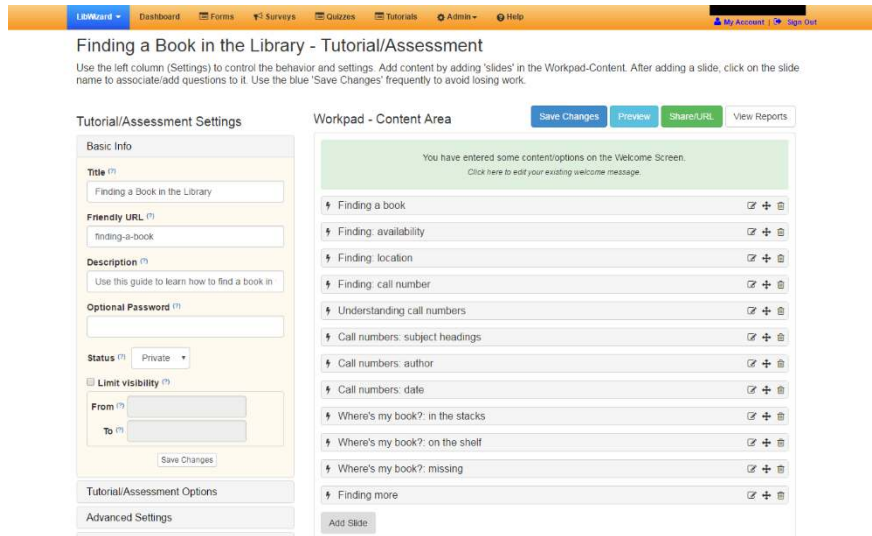 LibWizard Dashboard Forms Surveys Quizzes Tutorials Admin Help
My Account | Sign Out
Finding a Book in the Library - Tutorial/Assessment
Use the left column (Settings) to control the behavior and settings. Add content by adding 'slides' in the Workpad-Content. After adding a slide, click on the slide
name to associate/add questions to it. Use the blue 'Save Changes' frequently to avoid losing work.
Tutorial/Assessment Settings
Basic Info
Title (?)
Finding a Book in the Library
Friendly URL (?)
finding-a-book
Description (?)
Use this guide to learn how to find a book in
Optional Password (?)
Status (?) Private
Limit visibility (?)
From (?)
To (?)
Save Changes
Tutorial/Assessment Options
Advanced Settings
Workpad - Content Area
Save Changes Preview Share/URL View Reports
You have entered some content/options on the Welcome Screen.
Click here to edit your existing welcome message.
Finding a book
Finding: availability
Finding: location
Finding: call number
Understanding call numbers
Call numbers: subject headings
Call numbers: author
Call numbers: date
Where's my book?: in the stacks
Where's my book?: on the shelf
Where's my book?: missing
Finding more
Add Slide